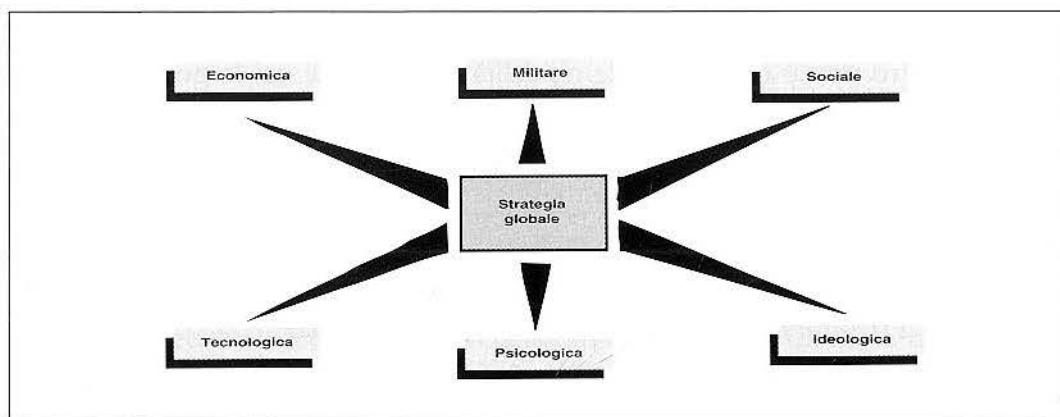 Economica
Militare
Sociale
Strategia
globale
Tecnologica
Psicologica
Ideologica